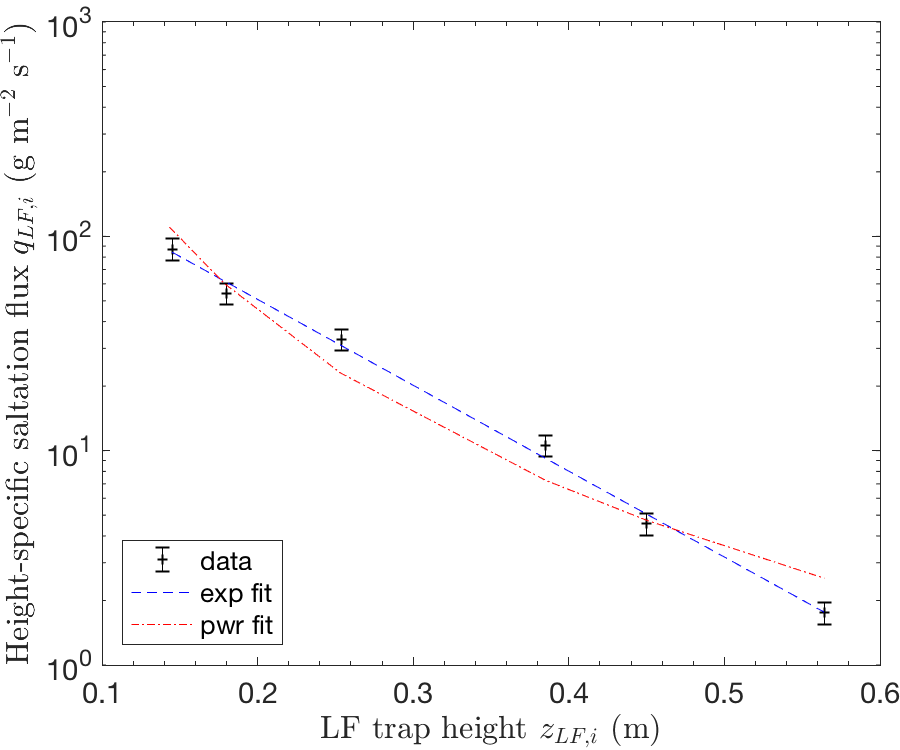 Height-specific saltation flux q_{LF,i} (g m^{-2} s^{-1})
10^3
10^2
10^1
10^0
data
exp fit
pwr fit
0.1 0.2 0.3 0.4 0.5 0.6
LF trap height z_{LF,i} (m)